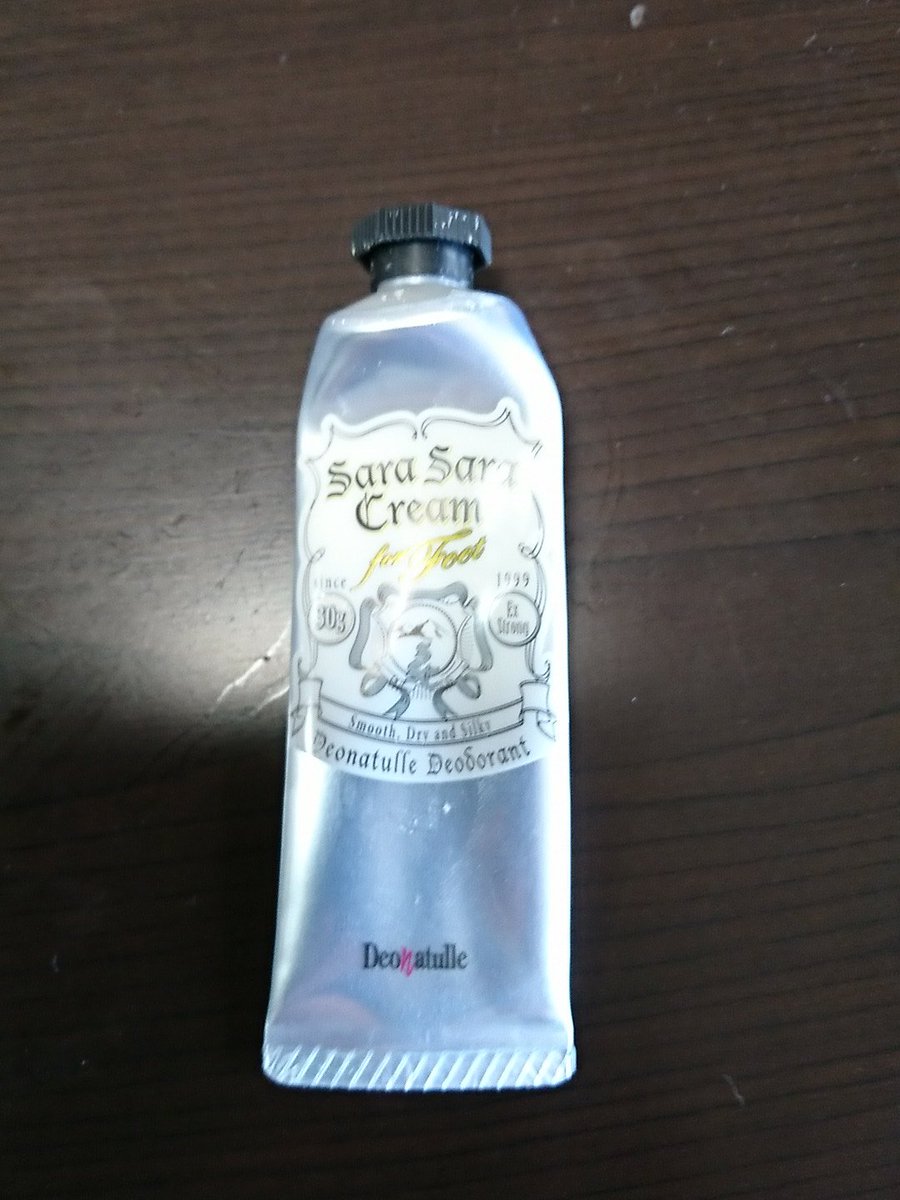 Sara Sara
Cream
for Foot
since 1999
30g
Ex
Strong
Smooth, Dry and Silky
Deonatulle Deodorant
Deonatulle